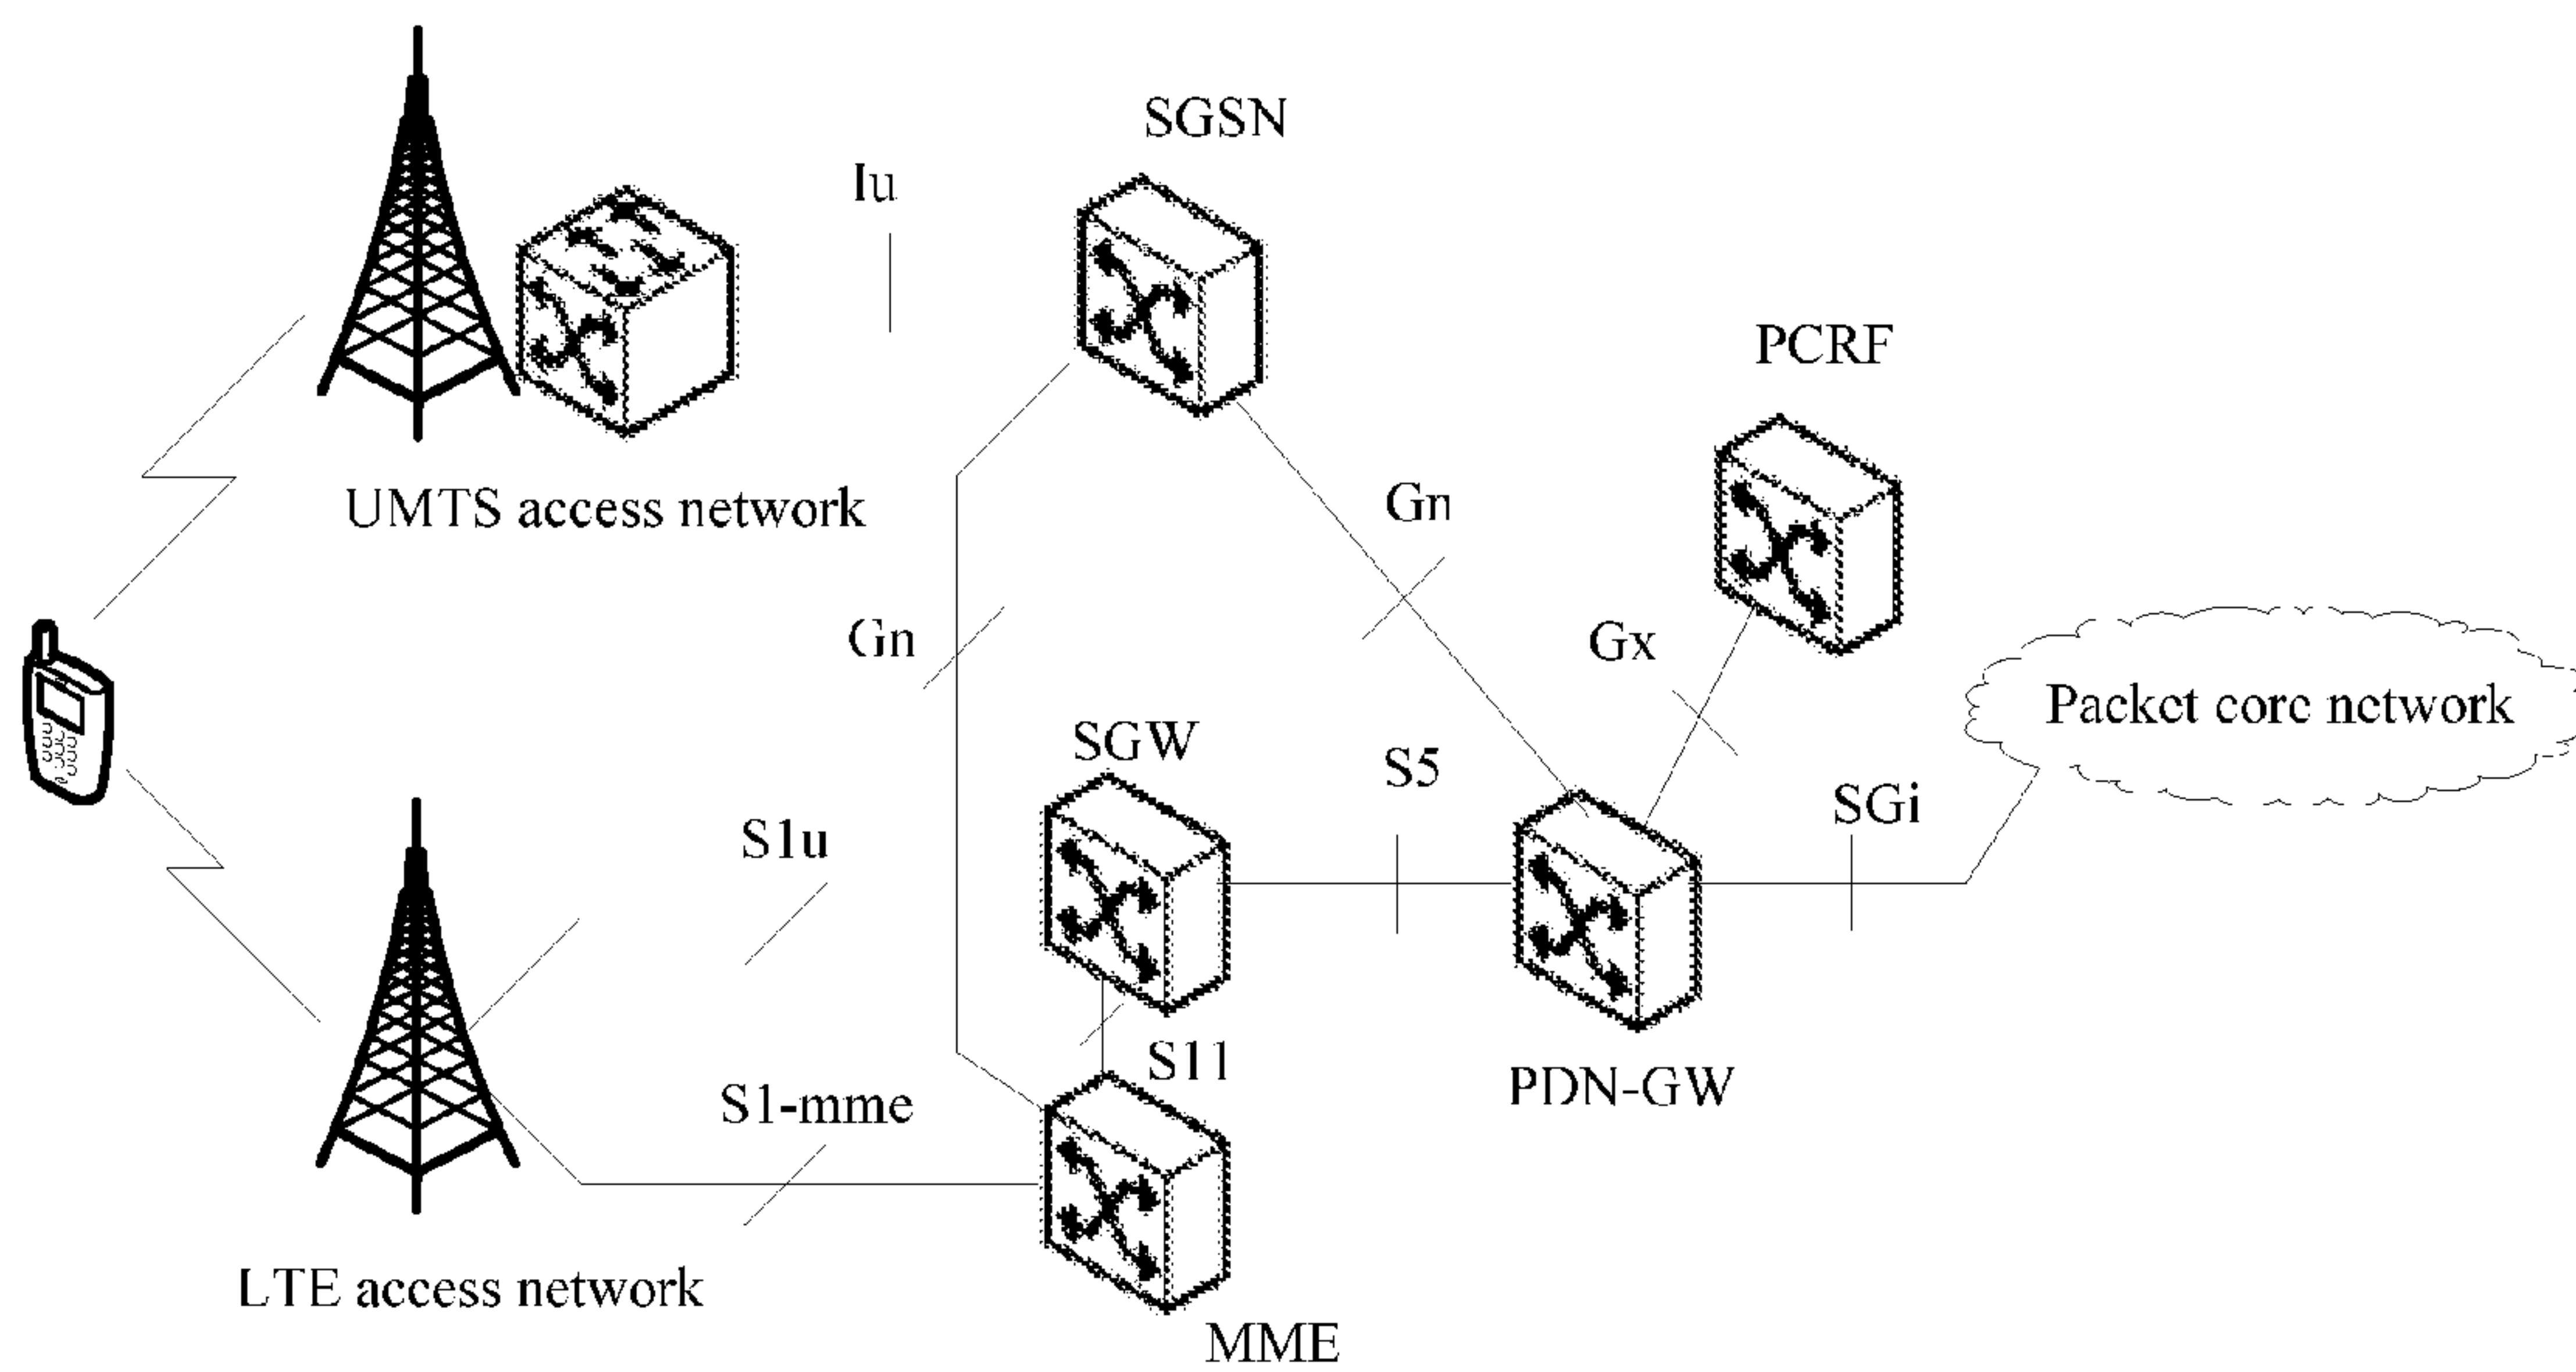 SGSN
Iu
PCRF
UMTS access network
Gn
Gn
Gx
Packet core network
SGW
S5
SGi
S1u
S11
S1-mme
PDN-GW
LTE access network
MME